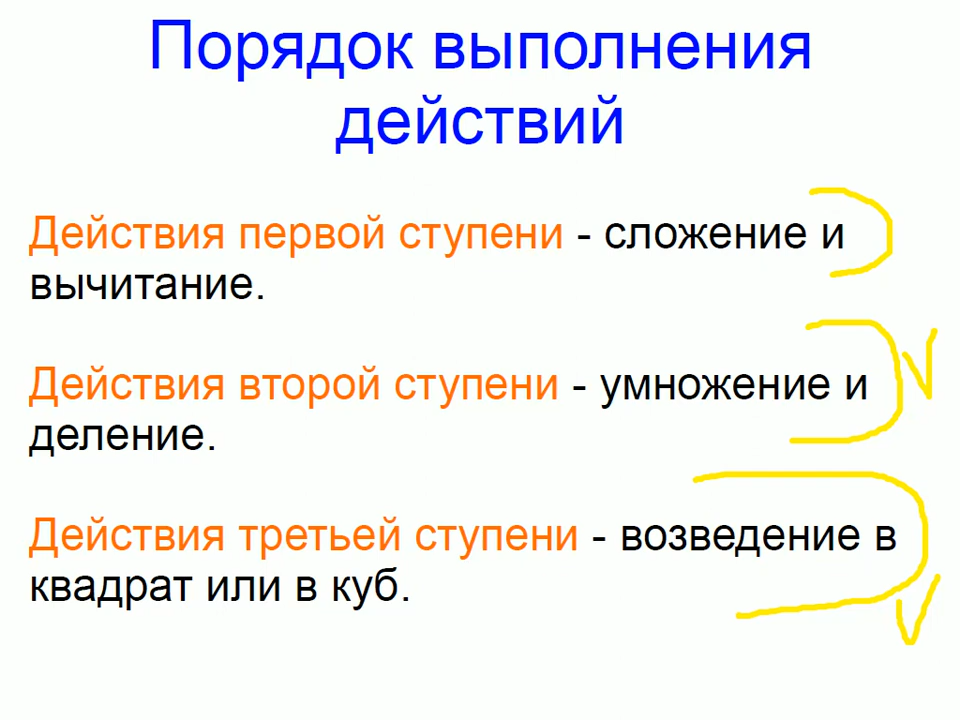 Порядок выполнения
действий
Действия первой ступени - сложение и
вычитание.
Действия второй ступени - умножение и
деление.
Действия третьей ступени - возведение в
квадрат или в куб.